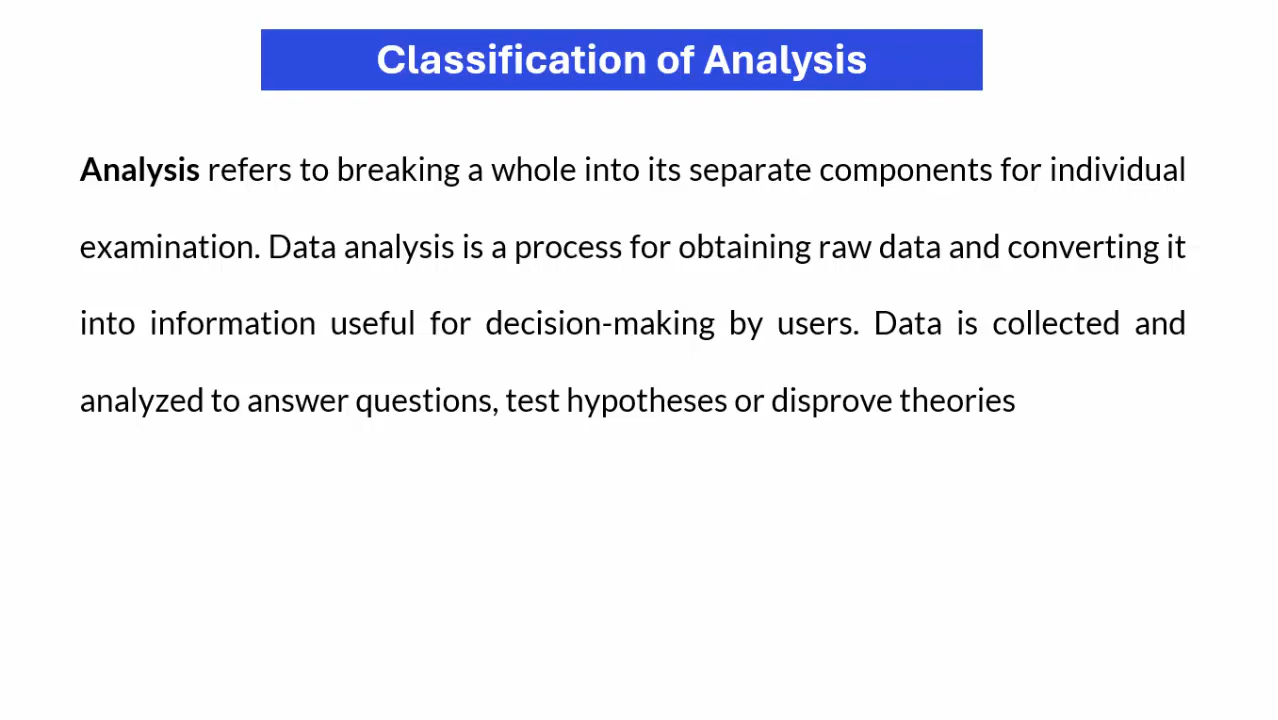 Classification of Analysis
Analysis refers to breaking a whole into its separate components for individual
examination. Data analysis is a process for obtaining raw data and converting it
into information useful for decision-making by users. Data is collected and
analyzed to answer questions, test hypotheses or disprove theories